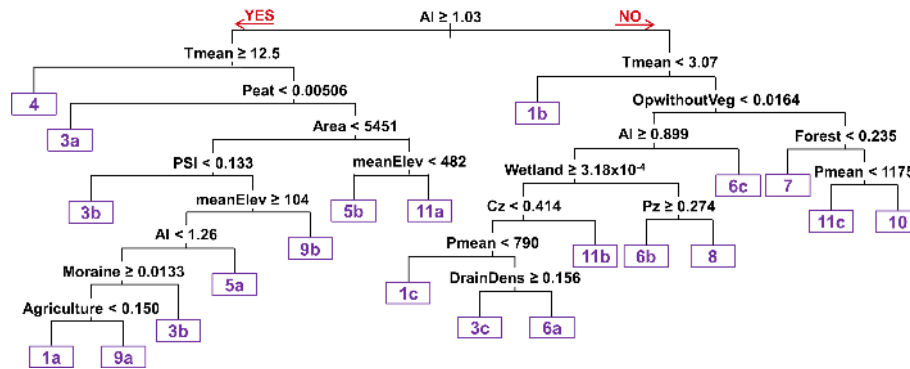 YES AI ≥ 1.03 NO
Tmean ≥ 12.5 Tmean < 3.07
4 Peat < 0.00506 1b OpwithoutVeg < 0.0164
3a Area < 5451 AI ≥ 0.899 Forest < 0.235
PSI < 0.133 meanElev < 482 Wetland ≥ 3.18x10⁻⁴ 6c 7 Pmean < 1175
3b meanElev ≥ 104 5b 11a Cz < 0.414 Pz ≥ 0.274 11c 10
AI < 1.26 9b Pmean < 790 11b 6b 8
Moraine ≥ 0.0133 5a 1c DrainDens ≥ 0.156
Agriculture < 0.150 3b 3c 6a
1a 9a